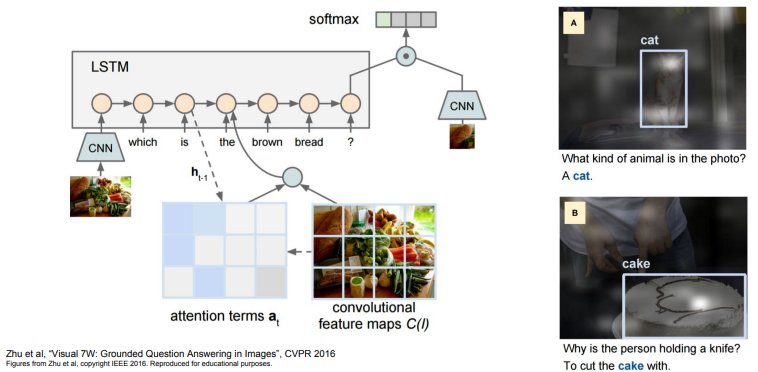 softmax
LSTM
CNN
which is the brown bread ?
CNN
h t-1
attention terms a t
convolutional
feature maps C(I)
A
cat
What kind of animal is in the photo?
A cat.
B
cake
Why is the person holding a knife?
To cut the cake with.
Zhu et al, “Visual 7W: Grounded Question Answering in Images”, CVPR 2016
Figures from Zhu et al, copyright IEEE 2016. Reproduced for educational purposes.